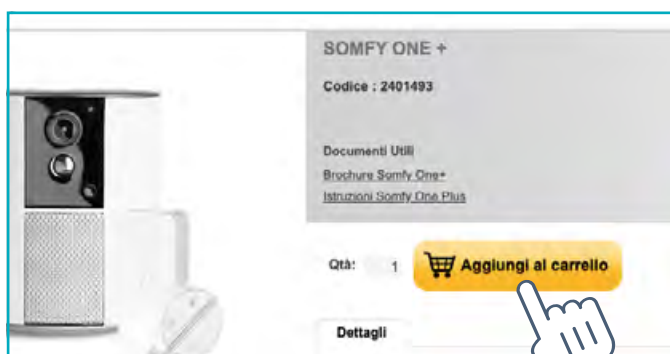 SOMFY ONE +
Codice : 2401493
Documenti Utili
Brochure Somfy One+
Istruzioni Somfy One Plus
Qtà: 1 Aggiungi al carrello
Dettagli